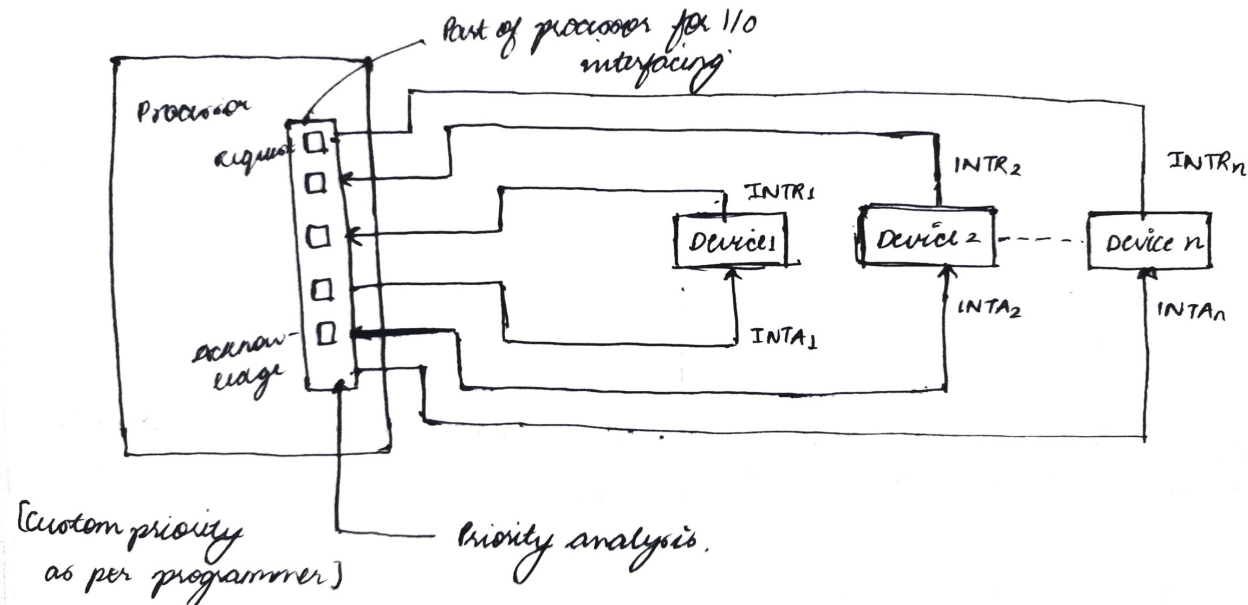 Part of processor for I/O
interfacing
Processor
request
INTR1
INTR2
INTRn
Device1
Device 2
Device n
INTA1
INTA2
INTAn
acknow-
ledge
[Custom priority
as per programmer]
Priority analysis.